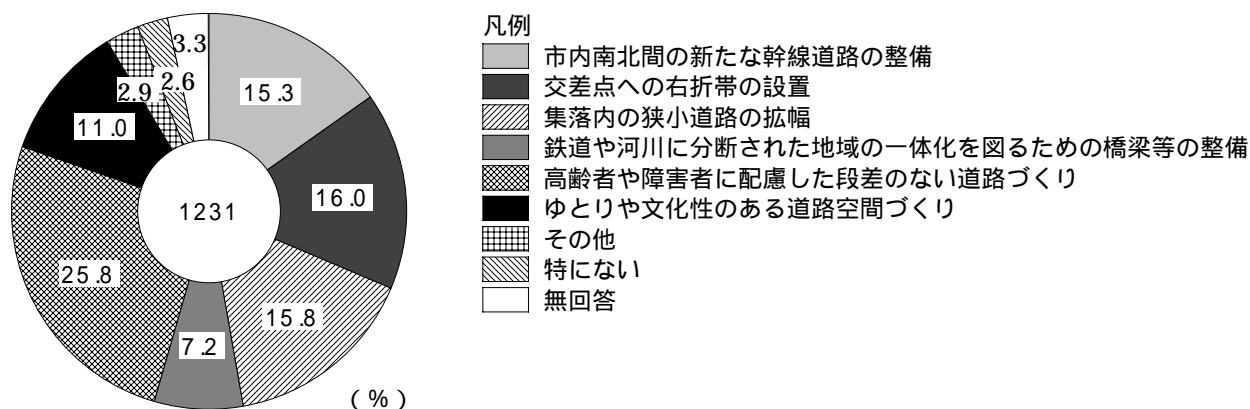 3.3
2.6
2.9
15.3
11.0
1231
16.0
25.8
15.8
7.2
(%)
凡例
市内南北間の新たな幹線道路の整備
交差点への右折帯の設置
集落内の狭小道路の拡幅
鉄道や河川に分断された地域の一体化を図るための橋梁等の整備
高齢者や障害者に配慮した段差のない道路づくり
ゆとりや文化性のある道路空間づくり
その他
特にない
無回答